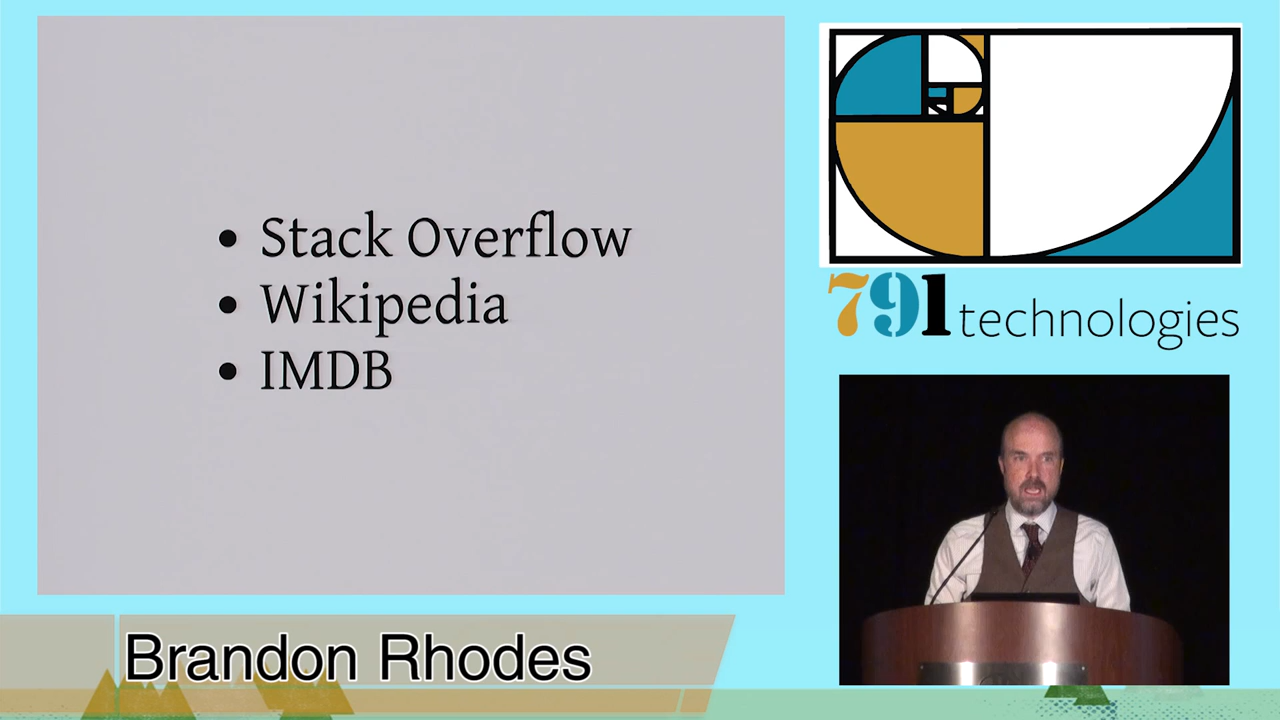 • Stack Overflow
• Wikipedia
• IMDB
791 technologies
Brandon Rhodes